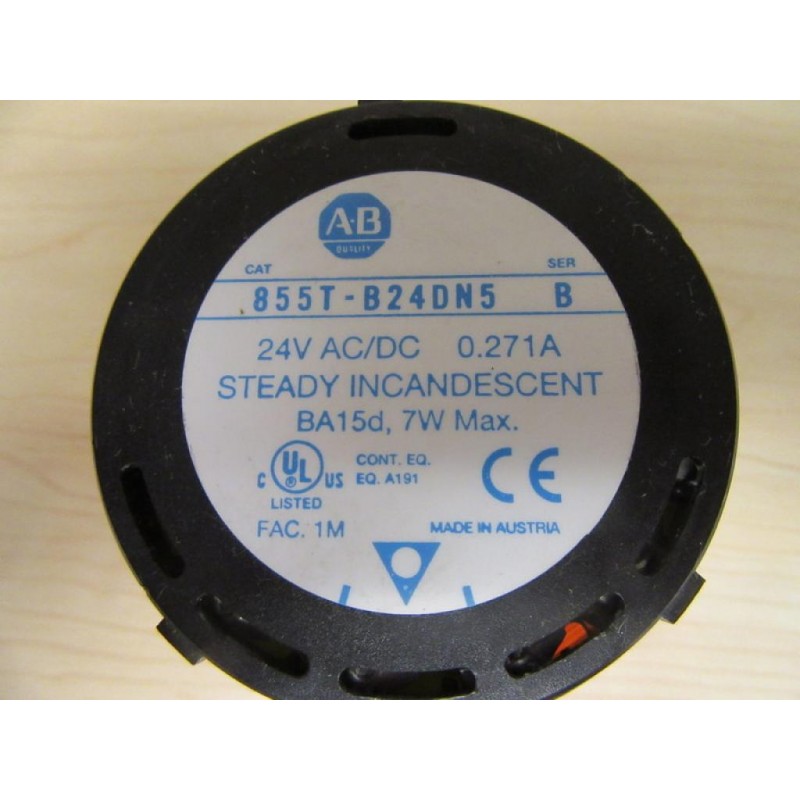 A-B
QUALITY
CAT SER
855T-B24DN5 B
24V AC/DC 0.271A
STEADY INCANDESCENT
BA15d, 7W Max.
C UL US CONT. EQ.
EQ. A191
LISTED
CE
FAC. 1M MADE IN AUSTRIA